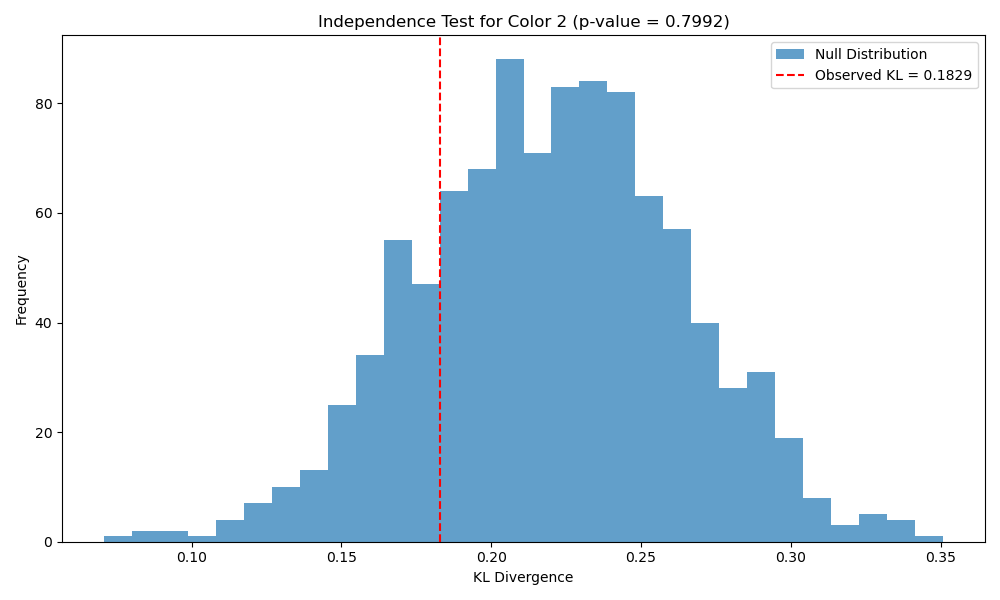 Independence Test for Color 2 (p-value = 0.7992)
Null Distribution
Observed KL = 0.1829
Frequency
80
60
40
20
0
0.10 0.15 0.20 0.25 0.30 0.35
KL Divergence